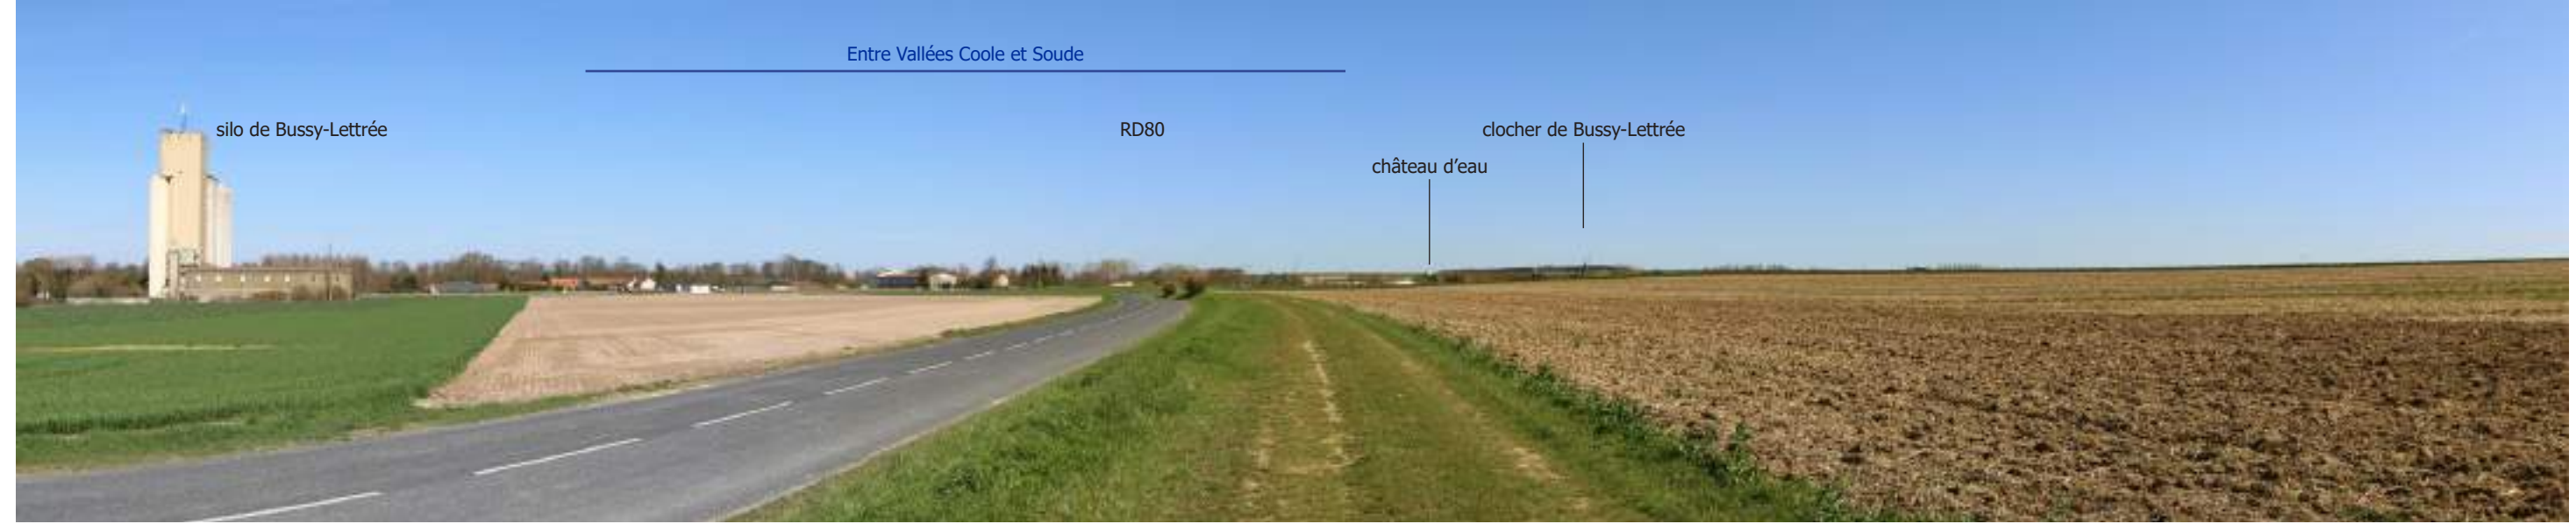 Entre Vallées Coole et Soude
silo de Bussy-Lettrée
RD80
clocher de Bussy-Lettrée
château d’eau